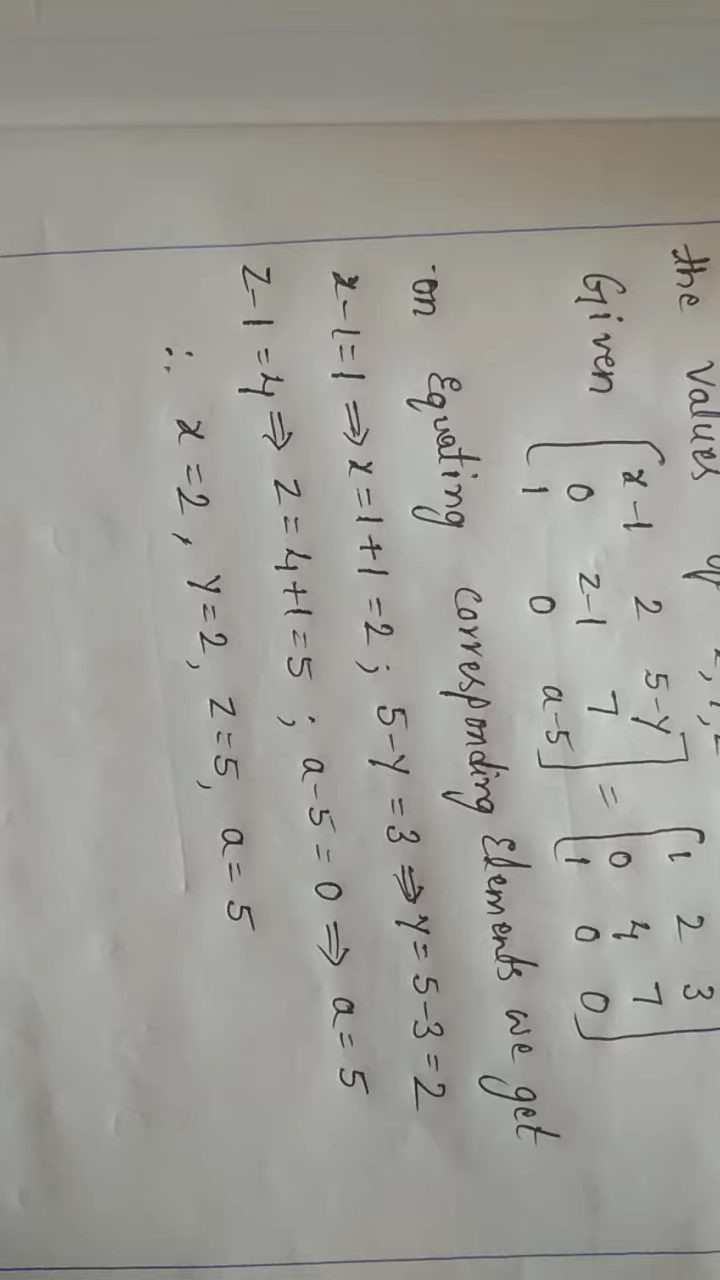 the values of
Given [x-1 2 5-y] = [1 2 3]
[0 z-1 7] [0 4 7]
[1 0 a-5] [1 0 0]
on Equating corresponding Elements we get
x-1=1 ⇒ x=1+1=2; 5-y=3 ⇒ y=5-3=2
z-1=4 ⇒ z=4+1=5; a-5=0 ⇒ a=5
∴ x=2, y=2, z=5, a=5